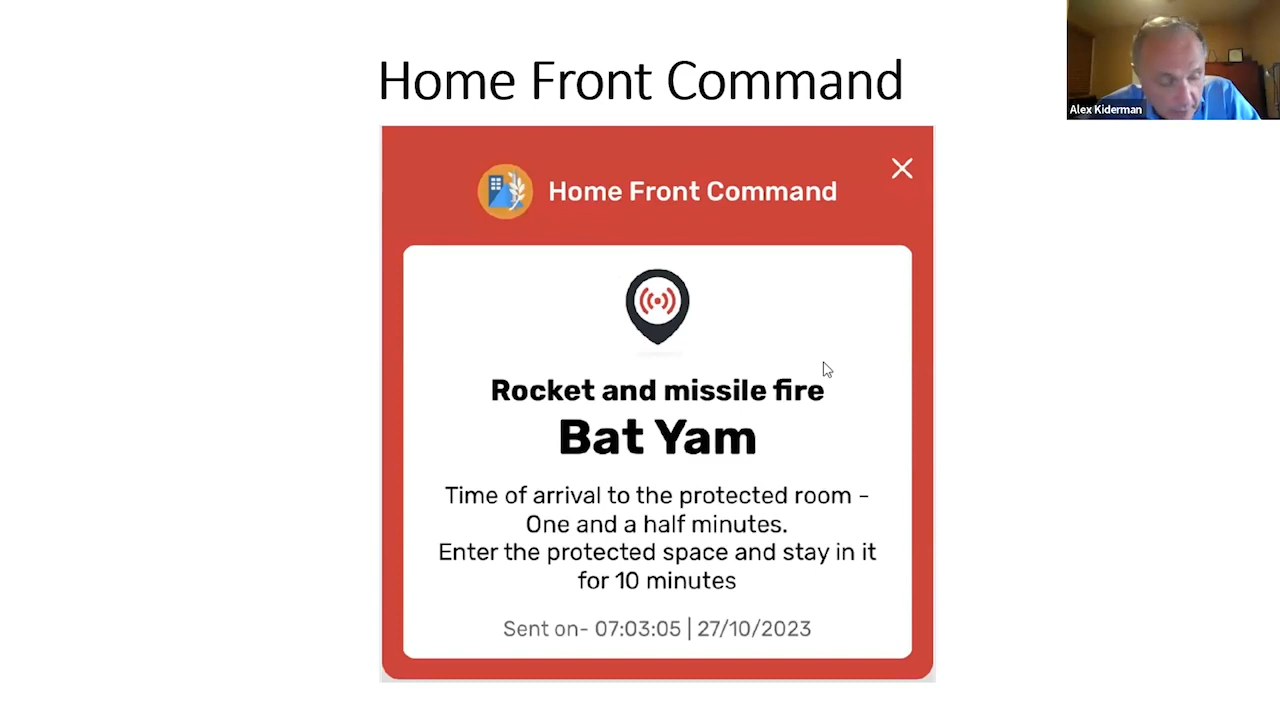 Home Front Command
Alex Kiderman
Home Front Command
Rocket and missile fire
Bat Yam
Time of arrival to the protected room -
One and a half minutes.
Enter the protected space and stay in it
for 10 minutes
Sent on- 07:03:05 | 27/10/2023